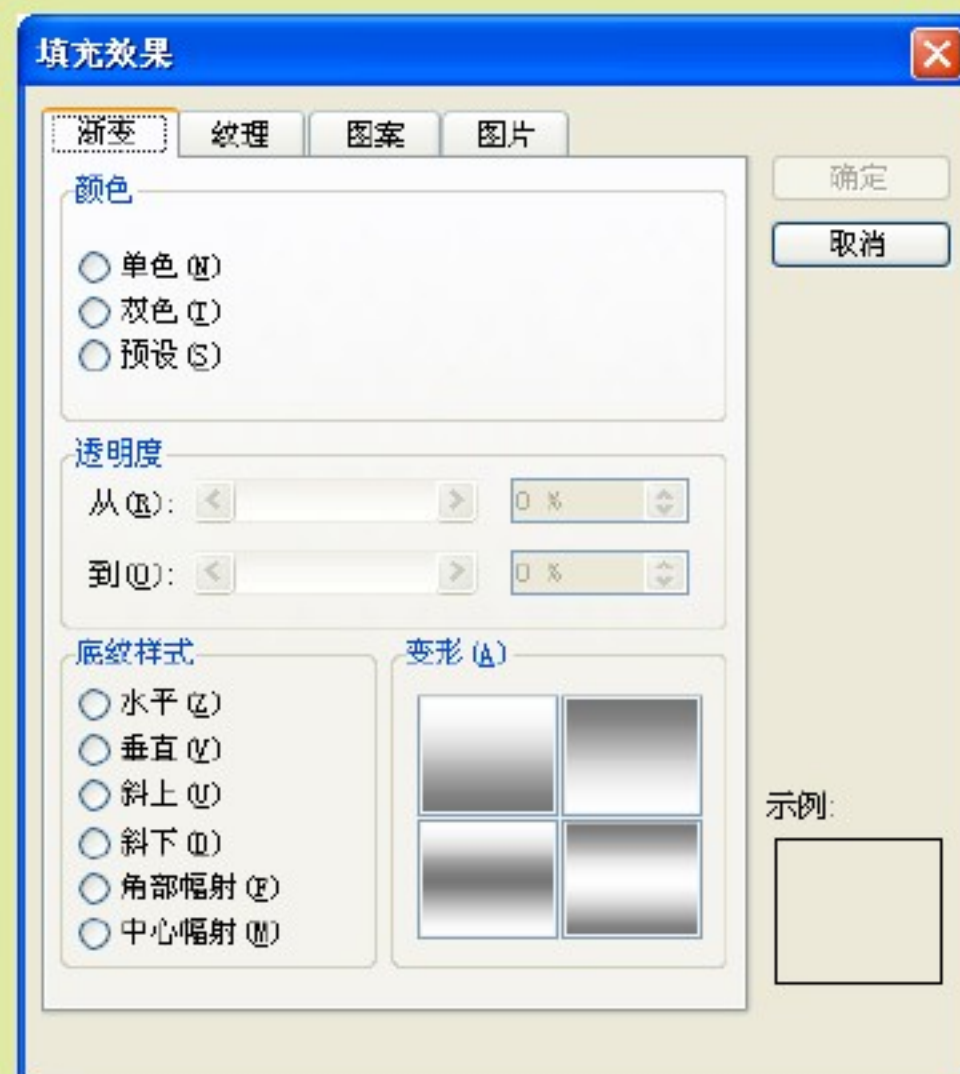 填充效果
渐变 纹理 图案 图片
确定
取消
颜色
单色(N)
双色(T)
预设(S)
透明度
从(R): 0 %
到(O): 0 %
底纹样式
水平(Z)
垂直(V)
斜上(U)
斜下(D)
角部幅射(F)
中心幅射(M)
变形(A)
示例: